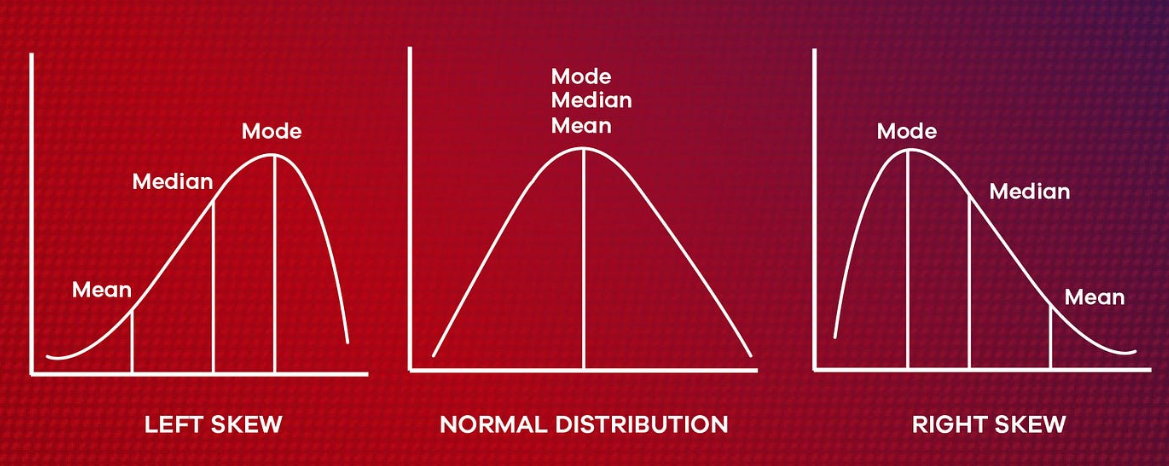 Mode
Median
Mean
LEFT SKEW
Mode
Median
Mean
NORMAL DISTRIBUTION
Mode
Median
Mean
RIGHT SKEW